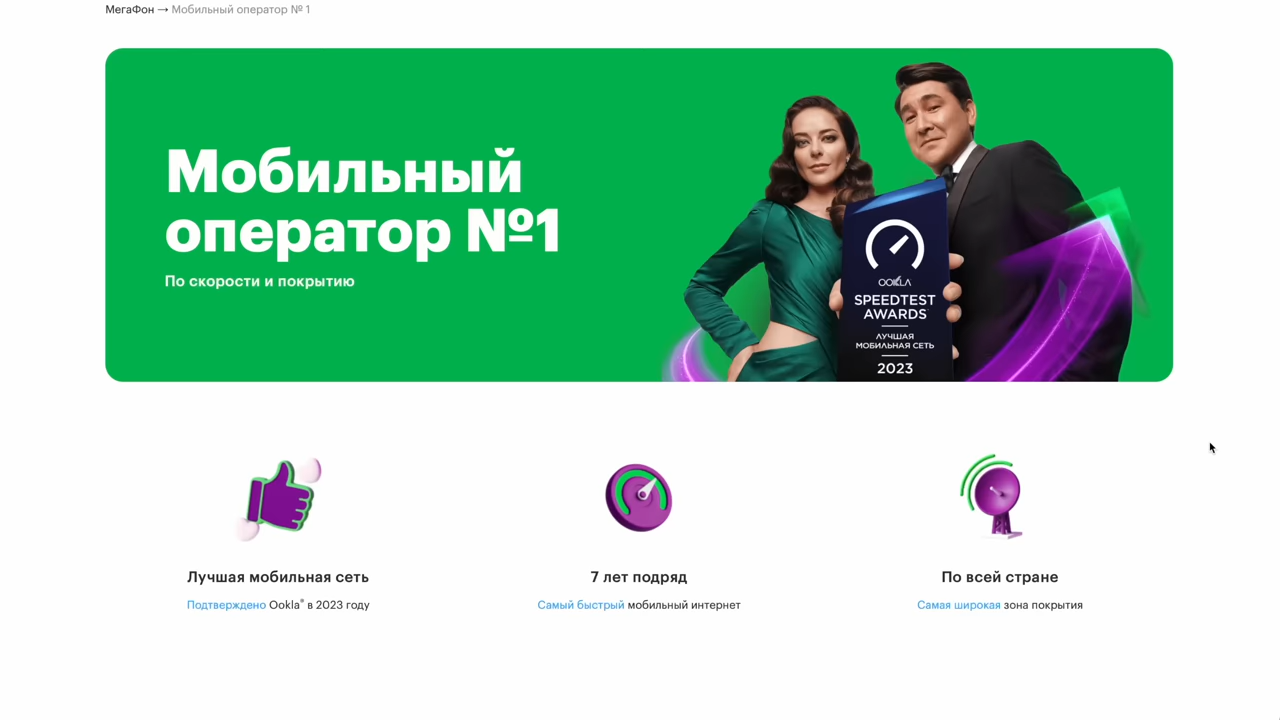 МегаФон → Мобильный оператор № 1
Мобильный
оператор №1
По скорости и покрытию
OOKLA
SPEEDTEST
AWARDS
ЛУЧШАЯ
МОБИЛЬНАЯ СЕТЬ
2023
Лучшая мобильная сеть
Подтверждено Ookla® в 2023 году
7 лет подряд
Самый быстрый мобильный интернет
По всей стране
Самая широкая зона покрытия